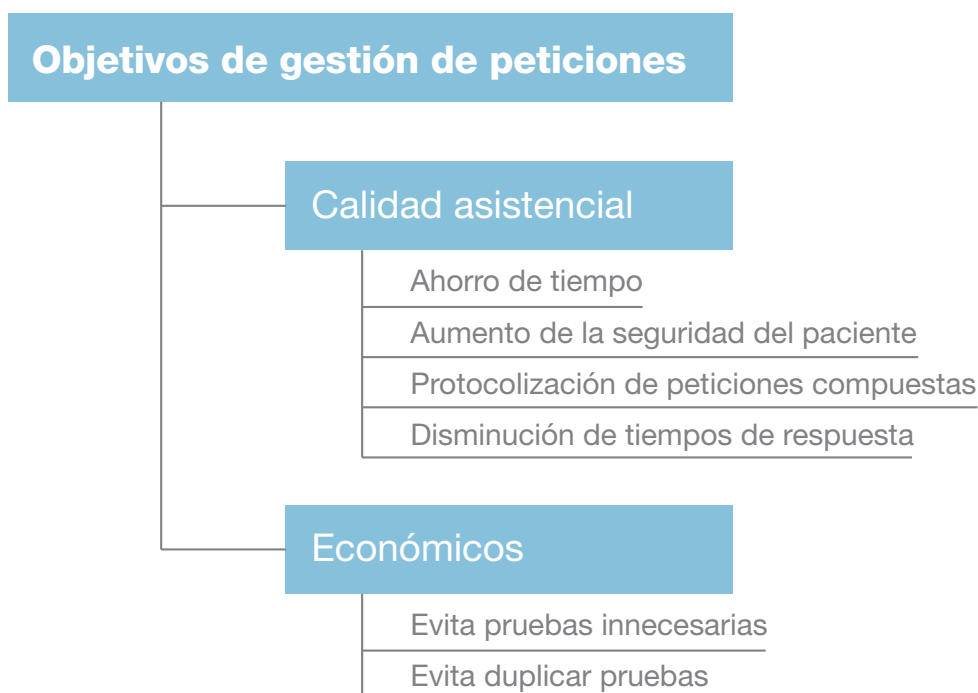 Objetivos de gestión de peticiones
Calidad asistencial
Ahorro de tiempo
Aumento de la seguridad del paciente
Protocolización de peticiones compuestas
Disminución de tiempos de respuesta
Económicos
Evita pruebas innecesarias
Evita duplicar pruebas